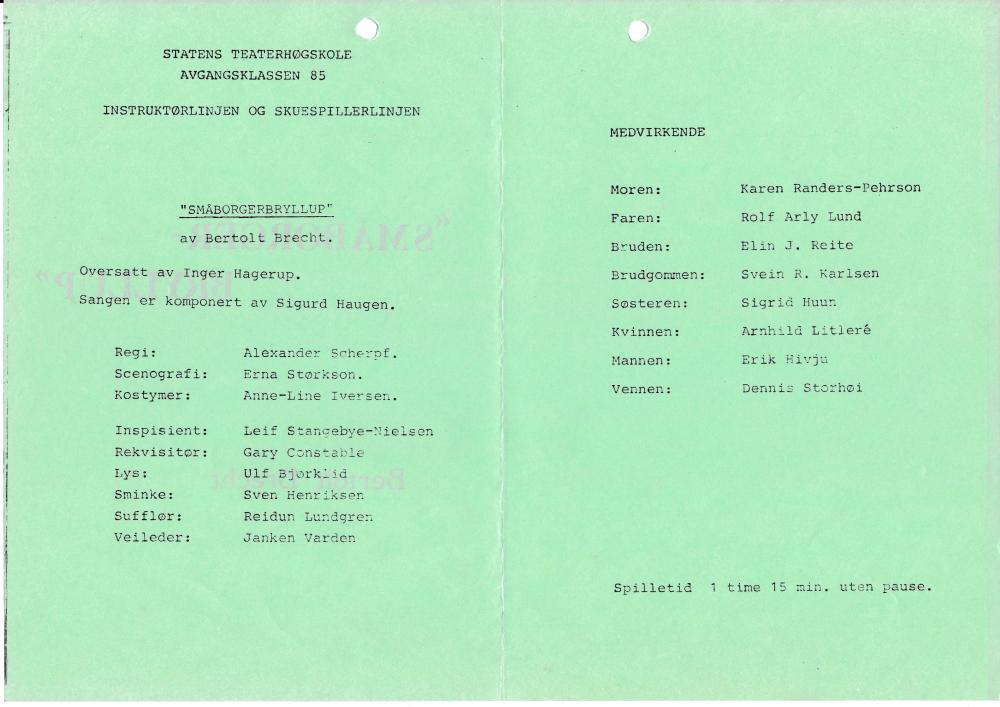 STATENS TEATERHØGSKOLE
AVGANGSKLASSEN 85
INSTRUKTØRLINJEN OG SKUESPILLERLINJEN
"SMÅBORGERBRYLLUP"
av Bertolt Brecht.
Oversatt av Inger Hagerup.
Sangen er komponert av Sigurd Haugen.
Regi: Alexander Scherpf.
Scenografi: Erna Størkson.
Kostymer: Anne-Line Iversen.
Inspisient: Leif Stangebye-Nielsen
Rekvisitør: Gary Constable
Lys: Ulf Bjørklid
Sminke: Sven Henriksen
Sufflør: Reidun Lundgren
Veileder: Janken Varden
MEDVIRKENDE
Moren: Karen Randers-Pehrson
Faren: Rolf Arly Lund
Bruden: Elin J. Reite
Brudgommen: Svein R. Karlsen
Søsteren: Sigrid Huun
Kvinnen: Arnhild Litleré
Mannen: Erik Hivju
Vennen: Dennis Storhøi
Spilletid 1 time 15 min. uten pause.